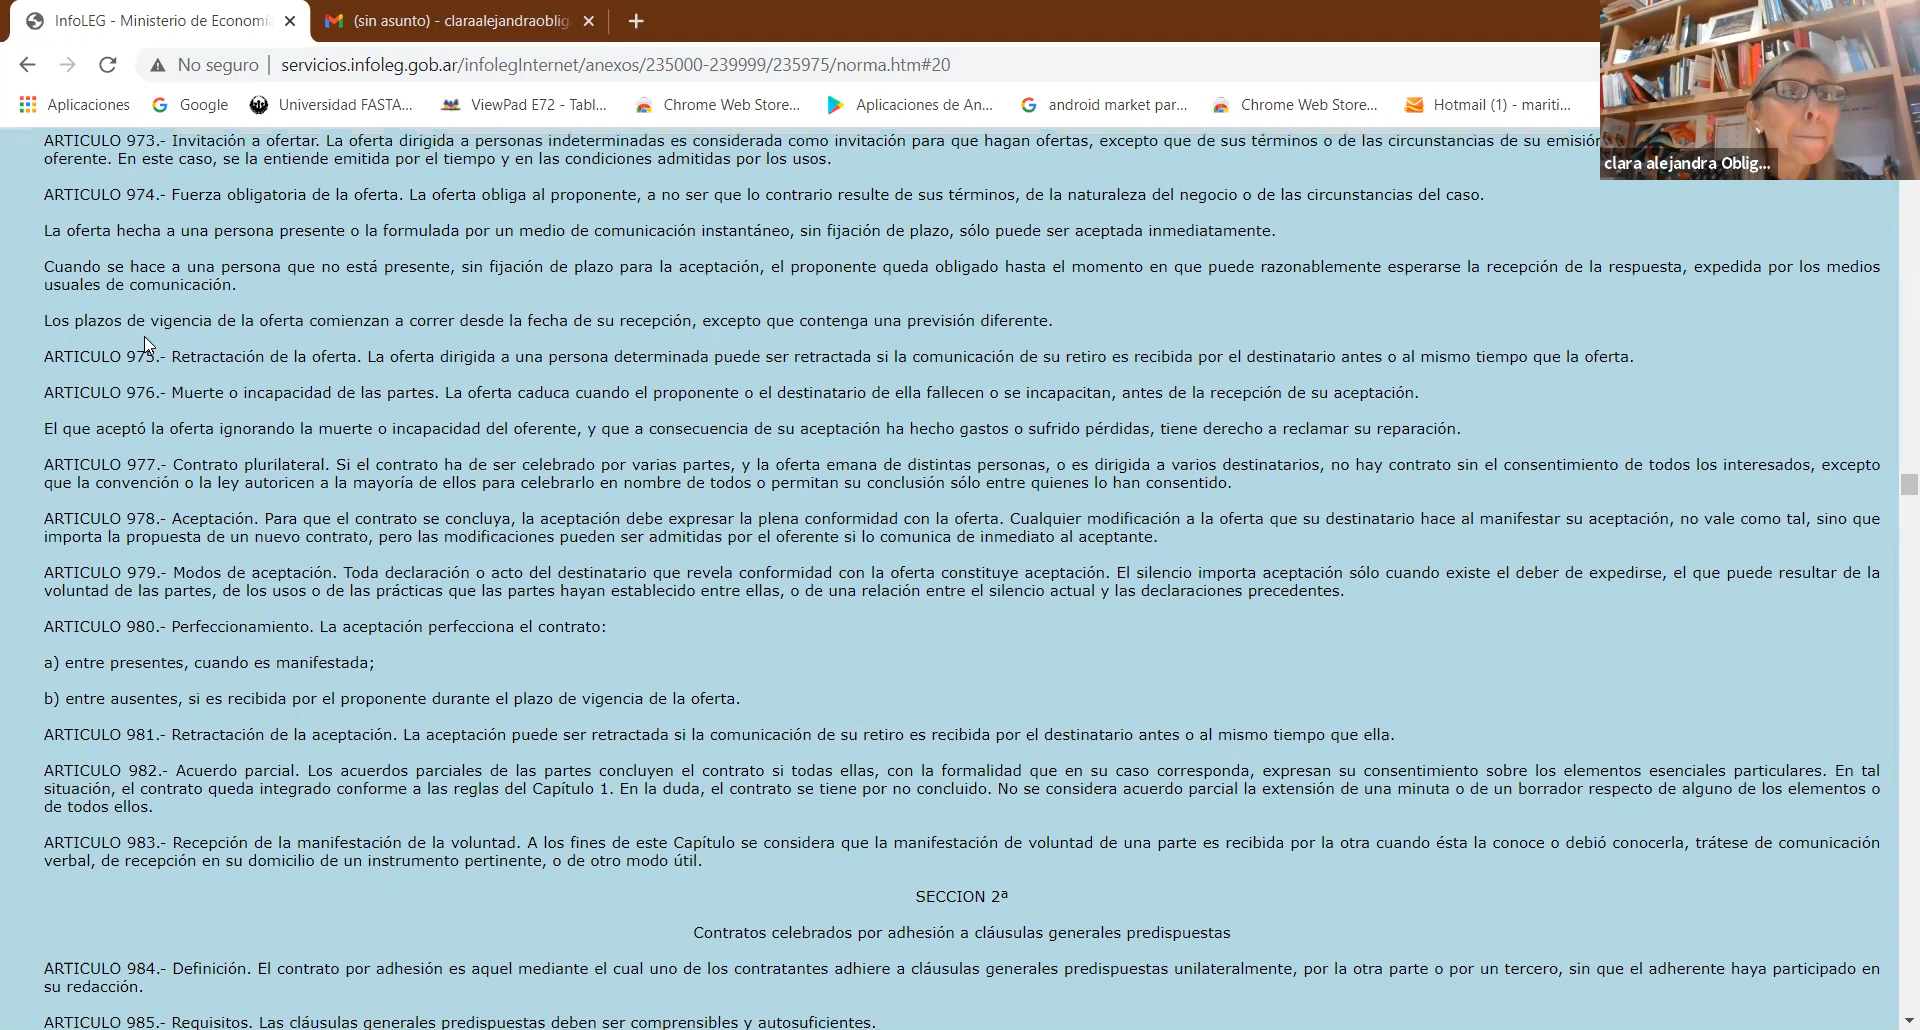 InfoLEG - Ministerio de Economía
(sin asunto) - claraalejandraoblig
No seguro
servicios.infoleg.gob.ar/infolegInternet/anexos/235000-239999/235975/norma.htm#20
Aplicaciones
Google
Universidad FASTA...
ViewPad E72 - Tabl...
Chrome Web Store...
Aplicaciones de An...
android market par...
Chrome Web Store...
Hotmail (1) - mariti...
clara alejandra Oblig...
ARTICULO 973.- Invitación a ofertar. La oferta dirigida a personas indeterminadas es considerada como invitación para que hagan ofertas, excepto que de sus términos o de las circunstancias de su emisión
oferente. En este caso, se la entiende emitida por el tiempo y en las condiciones admitidas por los usos.
ARTICULO 974.- Fuerza obligatoria de la oferta. La oferta obliga al proponente, a no ser que lo contrario resulte de sus términos, de la naturaleza del negocio o de las circunstancias del caso.
La oferta hecha a una persona presente o la formulada por un medio de comunicación instantáneo, sin fijación de plazo, sólo puede ser aceptada inmediatamente.
Cuando se hace a una persona que no está presente, sin fijación de plazo para la aceptación, el proponente queda obligado hasta el momento en que puede razonablemente esperarse la recepción de la respuesta, expedida por los medios
usuales de comunicación.
Los plazos de vigencia de la oferta comienzan a correr desde la fecha de su recepción, excepto que contenga una previsión diferente.
ARTICULO 975.- Retractación de la oferta. La oferta dirigida a una persona determinada puede ser retractada si la comunicación de su retiro es recibida por el destinatario antes o al mismo tiempo que la oferta.
ARTICULO 976.- Muerte o incapacidad de las partes. La oferta caduca cuando el proponente o el destinatario de ella fallecen o se incapacitan, antes de la recepción de su aceptación.
El que aceptó la oferta ignorando la muerte o incapacidad del oferente, y que a consecuencia de su aceptación ha hecho gastos o sufrido pérdidas, tiene derecho a reclamar su reparación.
ARTICULO 977.- Contrato plurilateral. Si el contrato ha de ser celebrado por varias partes, y la oferta emana de distintas personas, o es dirigida a varios destinatarios, no hay contrato sin el consentimiento de todos los interesados, excepto
que la convención o la ley autoricen a la mayoría de ellos para celebrarlo en nombre de todos o permitan su conclusión sólo entre quienes lo han consentido.
ARTICULO 978.- Aceptación. Para que el contrato se concluya, la aceptación debe expresar la plena conformidad con la oferta. Cualquier modificación a la oferta que su destinatario hace al manifestar su aceptación, no vale como tal, sino que
importa la propuesta de un nuevo contrato, pero las modificaciones pueden ser admitidas por el oferente si lo comunica de inmediato al aceptante.
ARTICULO 979.- Modos de aceptación. Toda declaración o acto del destinatario que revela conformidad con la oferta constituye aceptación. El silencio importa aceptación sólo cuando existe el deber de expedirse, el que puede resultar de la
voluntad de las partes, de los usos o de las prácticas que las partes hayan establecido entre ellas, o de una relación entre el silencio actual y las declaraciones precedentes.
ARTICULO 980.- Perfeccionamiento. La aceptación perfecciona el contrato:
a) entre presentes, cuando es manifestada;
b) entre ausentes, si es recibida por el proponente durante el plazo de vigencia de la oferta.
ARTICULO 981.- Retractación de la aceptación. La aceptación puede ser retractada si la comunicación de su retiro es recibida por el destinatario antes o al mismo tiempo que ella.
ARTICULO 982.- Acuerdo parcial. Los acuerdos parciales de las partes concluyen el contrato si todas ellas, con la formalidad que en su caso corresponda, expresan su consentimiento sobre los elementos esenciales particulares. En tal
situación, el contrato queda integrado conforme a las reglas del Capítulo 1. En la duda, el contrato se tiene por no concluido. No se considera acuerdo parcial la extensión de una minuta o de un borrador respecto de alguno de los elementos o
de todos ellos.
ARTICULO 983.- Recepción de la manifestación de la voluntad. A los fines de este Capítulo se considera que la manifestación de voluntad de una parte es recibida por la otra cuando ésta la conoce o debió conocerla, trátese de comunicación
verbal, de recepción en su domicilio de un instrumento pertinente, o de otro modo útil.
SECCION 2ª
Contratos celebrados por adhesión a cláusulas generales predispuestas
ARTICULO 984.- Definición. El contrato por adhesión es aquel mediante el cual uno de los contratantes adhiere a cláusulas generales predispuestas unilateralmente, por la otra parte o por un tercero, sin que el adherente haya participado en
su redacción.
ARTICULO 985.- Requisitos. Las cláusulas generales predispuestas deben ser comprensibles y autosuficientes.